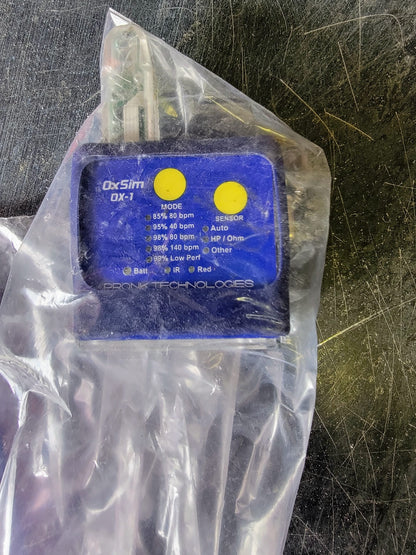 OxSim
OX-1
MODE
85% 80 bpm
95% 40 bpm
98% 80 bpm
98% 140 bpm
99% Low Perf
SENSOR
Auto
HP / Ohm
Other
Batt IR Red
PRONK TECHNOLOGIES